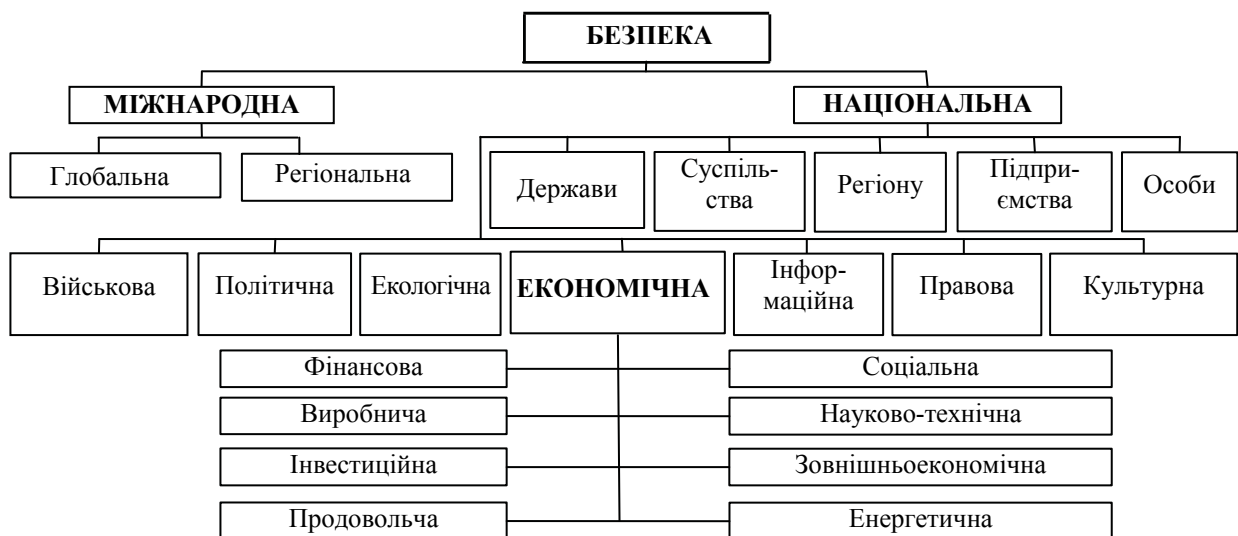 БЕЗПЕКА
МІЖНАРОДНА
НАЦІОНАЛЬНА
Глобальна
Регіональна
Держави
Суспіль-
ства
Регіону
Підпри-
ємства
Особи
Військова
Політична
Екологічна
ЕКОНОМІЧНА
Інфор-
маційна
Правова
Культурна
Фінансова
Соціальна
Виробнича
Науково-технічна
Інвестиційна
Зовнішньоекономічна
Продовольча
Енергетична